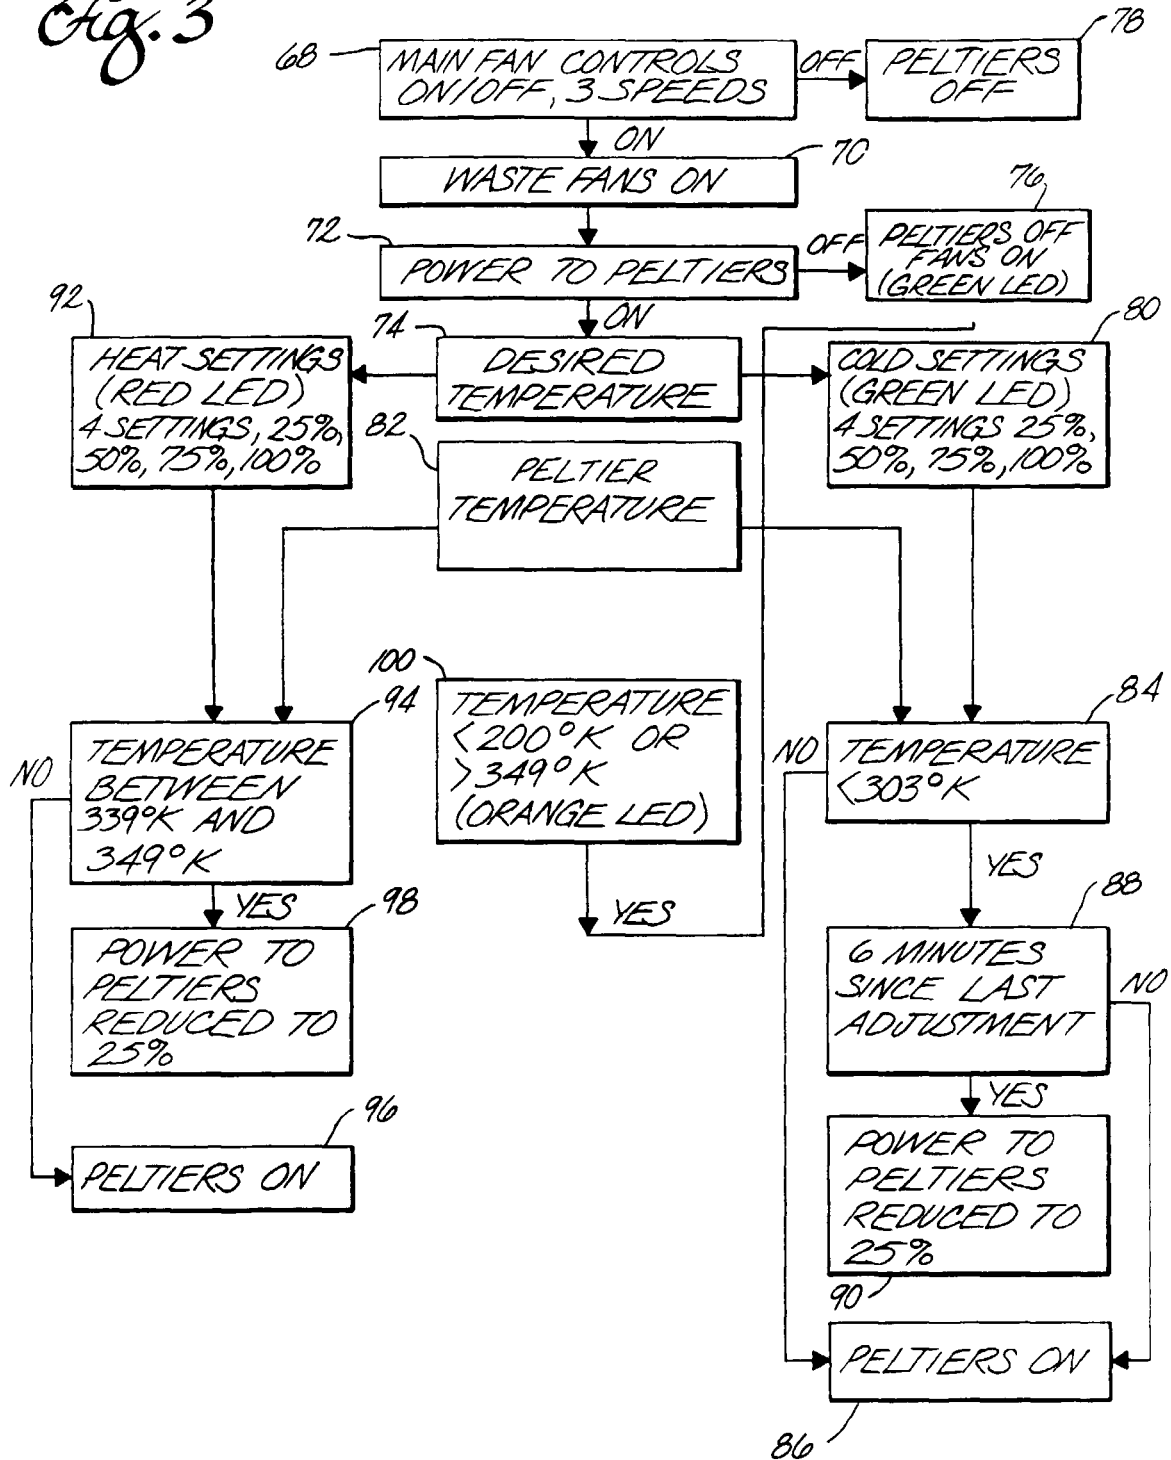 Fig. 3
68
MAIN FAN CONTROLS
ON/OFF, 3 SPEEDS
OFF
PELTIERS
OFF
78
ON
70
WASTE FANS ON
72
POWER TO PELTIERS
OFF
76
PELTIERS OFF
FANS ON
(GREEN LED)
ON
92
HEAT SETTINGS
(RED LED)
4 SETTINGS, 25%,
50%, 75%, 100%
74
DESIRED
TEMPERATURE
80
COLD SETTINGS
(GREEN LED)
4 SETTINGS 25%,
50%, 75%, 100%
82
PELTIER
TEMPERATURE
100
TEMPERATURE
<200°K OR
>349°K
(ORANGE LED)
YES
94
NO
TEMPERATURE
BETWEEN
339°K AND
349°K
YES
98
POWER TO
PELTIERS
REDUCED TO
25%
96
PELTIERS ON
84
NO
TEMPERATURE
<303°K
YES
88
6 MINUTES
SINCE LAST
ADJUSTMENT
NO
YES
POWER TO
PELTIERS
REDUCED TO
25%
90
PELTIERS ON
86